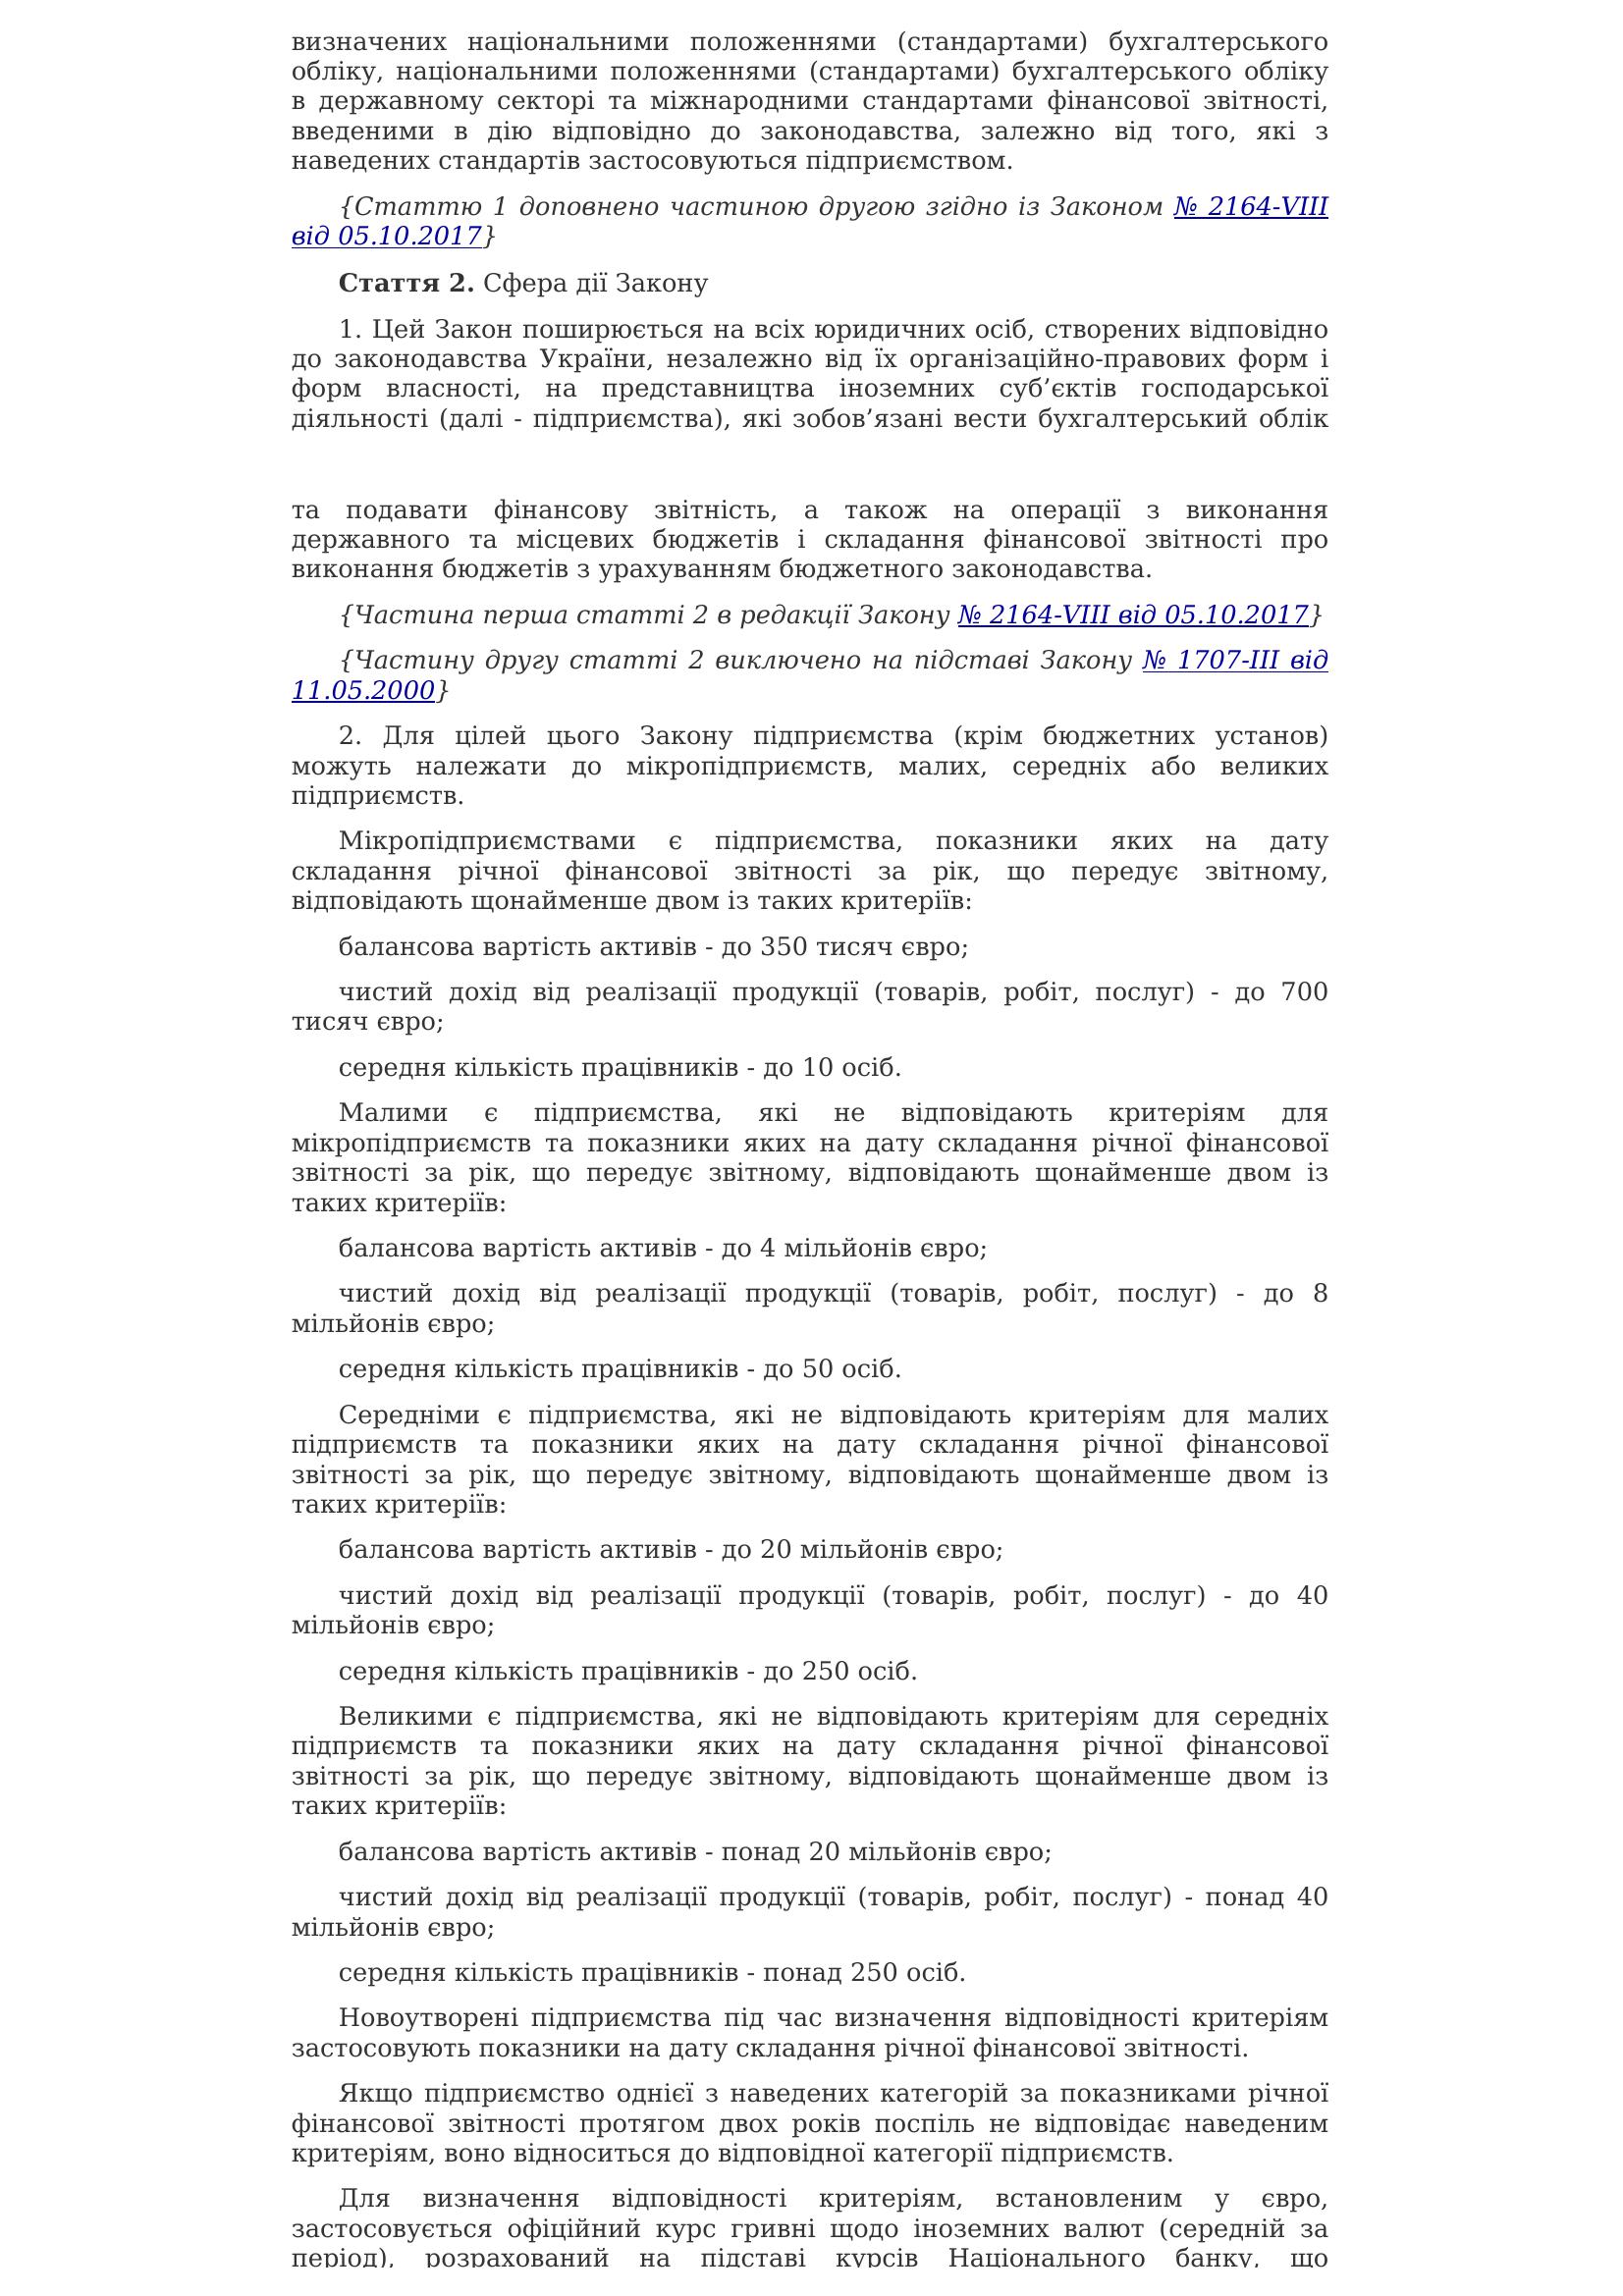 визначених національними положеннями (стандартами) бухгалтерського
обліку, національними положеннями (стандартами) бухгалтерського обліку
в державному секторі та міжнародними стандартами фінансової звітності,
введеними в дію відповідно до законодавства, залежно від того, які з
наведених стандартів застосовуються підприємством.
{Статтю 1 доповнено частиною другою згідно із Законом № 2164-VIII
від 05.10.2017}
Стаття 2. Сфера дії Закону
1. Цей Закон поширюється на всіх юридичних осіб, створених відповідно
до законодавства України, незалежно від їх організаційно-правових форм і
форм власності, на представництва іноземних суб’єктів господарської
діяльності (далі - підприємства), які зобов’язані вести бухгалтерський облік
та подавати фінансову звітність, а також на операції з виконання
державного та місцевих бюджетів і складання фінансової звітності про
виконання бюджетів з урахуванням бюджетного законодавства.
{Частина перша статті 2 в редакції Закону № 2164-VIII від 05.10.2017}
{Частину другу статті 2 виключено на підставі Закону № 1707-III від
11.05.2000}
2. Для цілей цього Закону підприємства (крім бюджетних установ)
можуть належати до мікропідприємств, малих, середніх або великих
підприємств.
Мікропідприємствами є підприємства, показники яких на дату
складання річної фінансової звітності за рік, що передує звітному,
відповідають щонайменше двом із таких критеріїв:
балансова вартість активів - до 350 тисяч євро;
чистий дохід від реалізації продукції (товарів, робіт, послуг) - до 700
тисяч євро;
середня кількість працівників - до 10 осіб.
Малими є підприємства, які не відповідають критеріям для
мікропідприємств та показники яких на дату складання річної фінансової
звітності за рік, що передує звітному, відповідають щонайменше двом із
таких критеріїв:
балансова вартість активів - до 4 мільйонів євро;
чистий дохід від реалізації продукції (товарів, робіт, послуг) - до 8
мільйонів євро;
середня кількість працівників - до 50 осіб.
Середніми є підприємства, які не відповідають критеріям для малих
підприємств та показники яких на дату складання річної фінансової
звітності за рік, що передує звітному, відповідають щонайменше двом із
таких критеріїв:
балансова вартість активів - до 20 мільйонів євро;
чистий дохід від реалізації продукції (товарів, робіт, послуг) - до 40
мільйонів євро;
середня кількість працівників - до 250 осіб.
Великими є підприємства, які не відповідають критеріям для середніх
підприємств та показники яких на дату складання річної фінансової
звітності за рік, що передує звітному, відповідають щонайменше двом із
таких критеріїв:
балансова вартість активів - понад 20 мільйонів євро;
чистий дохід від реалізації продукції (товарів, робіт, послуг) - понад 40
мільйонів євро;
середня кількість працівників - понад 250 осіб.
Новоутворені підприємства під час визначення відповідності критеріям
застосовують показники на дату складання річної фінансової звітності.
Якщо підприємство однієї з наведених категорій за показниками річної
фінансової звітності протягом двох років поспіль не відповідає наведеним
критеріям, воно відноситься до відповідної категорії підприємств.
Для визначення відповідності критеріям, встановленим у євро,
застосовується офіційний курс гривні щодо іноземних валют (середній за
період), розрахований на підставі курсів Національного банку, що